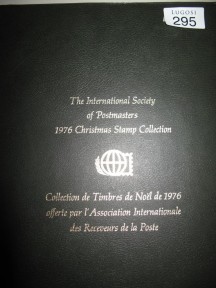 LUGOSI
295
The International Society
of Postmasters
1976 Christmas Stamp Collection
Collection de Timbres de Noël de 1976
offerte par l'Association Internationale
des Receveurs de la Poste